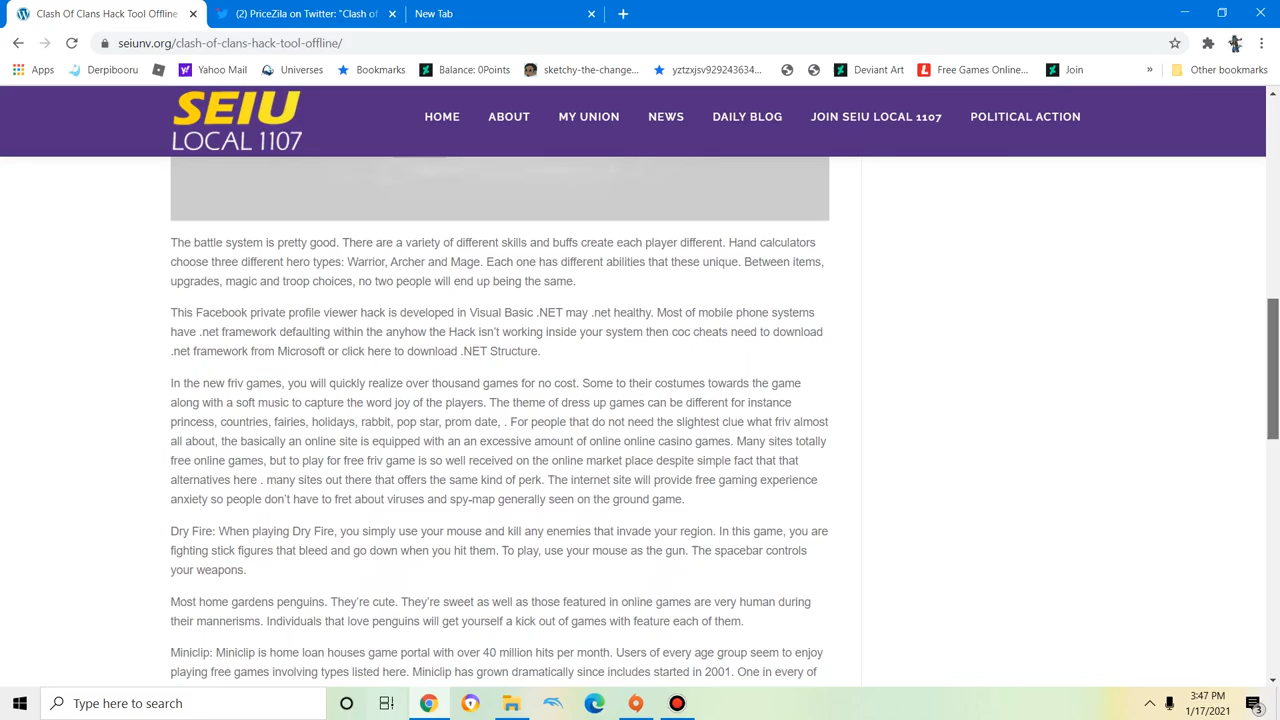 Clash Of Clans Hack Tool Offline
(2) PriceZila on Twitter: "Clash of
New Tab
seiunv.org/clash-of-clans-hack-tool-offline/
Apps
Derpibooru
Yahoo Mail
Universes
Bookmarks
Balance: 0Points
sketchy-the-change...
yztzxjsv929243634...
Deviant Art
Free Games Online...
Join
»
Other bookmarks
SEIU
LOCAL 1107
HOME
ABOUT
MY UNION
NEWS
DAILY BLOG
JOIN SEIU LOCAL 1107
POLITICAL ACTION
The battle system is pretty good. There are a variety of different skills and buffs create each player different. Hand calculators
choose three different hero types: Warrior, Archer and Mage. Each one has different abilities that these unique. Between items,
upgrades, magic and troop choices, no two people will end up being the same.
This Facebook private profile viewer hack is developed in Visual Basic .NET may .net healthy. Most of mobile phone systems
have .net framework defaulting within the anyhow the Hack isn't working inside your system then coc cheats need to download
.net framework from Microsoft or click here to download .NET Structure.
In the new friv games, you will quickly realize over thousand games for no cost. Some to their costumes towards the game
along with a soft music to capture the word joy of the players. The theme of dress up games can be different for instance
princess, countries, fairies, holidays, rabbit, pop star, prom date, . For people that do not need the slightest clue what friv almost
all about, the basically an online site is equipped with an an excessive amount of online online casino games. Many sites totally
free online games, but to play for free friv game is so well received on the online market place despite simple fact that that
alternatives here . many sites out there that offers the same kind of perk. The internet site will provide free gaming experience
anxiety so people don't have to fret about viruses and spy-map generally seen on the ground game.
Dry Fire: When playing Dry Fire, you simply use your mouse and kill any enemies that invade your region. In this game, you are
fighting stick figures that bleed and go down when you hit them. To play, use your mouse as the gun. The spacebar controls
your weapons.
Most home gardens penguins. They're cute. They're sweet as well as those featured in online games are very human during
their mannerisms. Individuals that love penguins will get yourself a kick out of games with feature each of them.
Miniclip: Miniclip is home loan houses game portal with over 40 million hits per month. Users of every age group seem to enjoy
playing free games involving types listed here. Miniclip has grown dramatically since includes started in 2001. One in every of
Type here to search
3:47 PM
1/17/2021
3